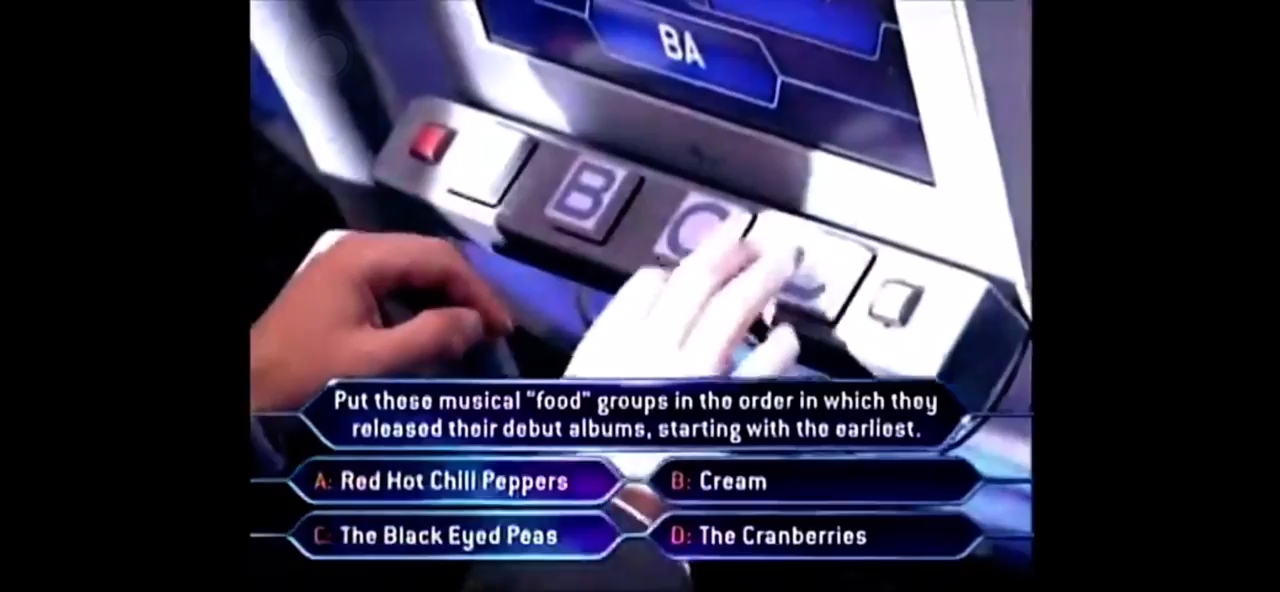 BA
B
C
Put these musical "food" groups in the order in which they
released their debut albums, starting with the earliest.
A: Red Hot Chili Peppers
B: Cream
C: The Black Eyed Peas
D: The Cranberries